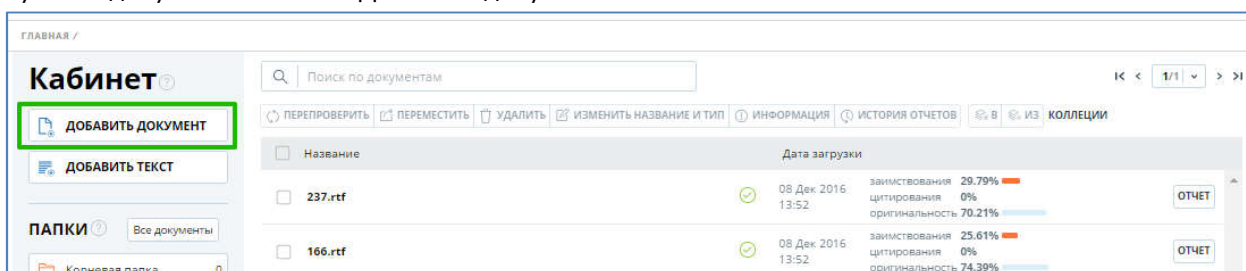 ГЛАВНАЯ /
Кабинет
Поиск по документам
1/1
ДОБАВИТЬ ДОКУМЕНТ
ПЕРЕПРОВЕРИТЬ ПЕРЕМЕСТИТЬ УДАЛИТЬ ИЗМЕНИТЬ НАЗВАНИЕ И ТИП ИНФОРМАЦИЯ ИСТОРИЯ ОТЧЕТОВ В ИЗ КОЛЛЕЦИИ
ДОБАВИТЬ ТЕКСТ
Название Дата загрузки
237.rtf
08 Дек 2016
13:52
заимствования 29.79%
цитирования 0%
оригинальность 70.21%
ОТЧЕТ
ПАПКИ Все документы
166.rtf
08 Дек 2016
13:52
заимствования 25.61%
цитирования 0%
оригинальность 74.39%
ОТЧЕТ
Корневая папка 0